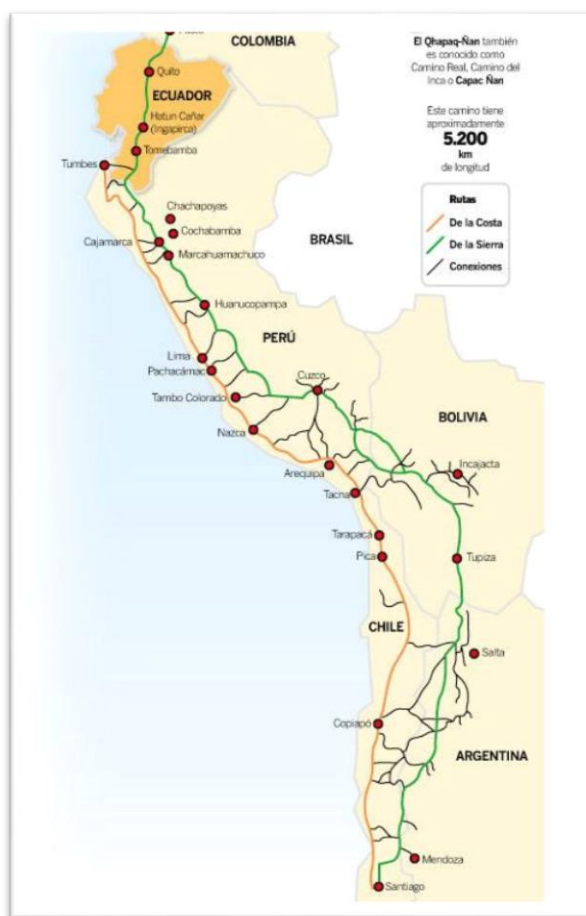 COLOMBIA
El Qhapaq-Ñan también
es conocido como
Camino Real, Camino del
Inca o Capac Ñan
Este camino tiene
aproximadamente
5.200
km
de longitud
Rutas
De la Costa
De la Sierra
Conexiones
Quito
ECUADOR
Hatun Cañar
(Ingapirca)
Tomebamba
Tumbes
Chachapoyas
Cochabamba
Cajamarca
Marcahuamachuco
BRASIL
Huanucopampa
PERÚ
Lima
Pachacámac
Cuzco
Tambo Colorado
BOLIVIA
Nazca
Arequipa
Incajacta
Tacna
Tarapacá
Pica
Tupiza
CHILE
Salta
Copiapó
ARGENTINA
Mendoza
Santiago